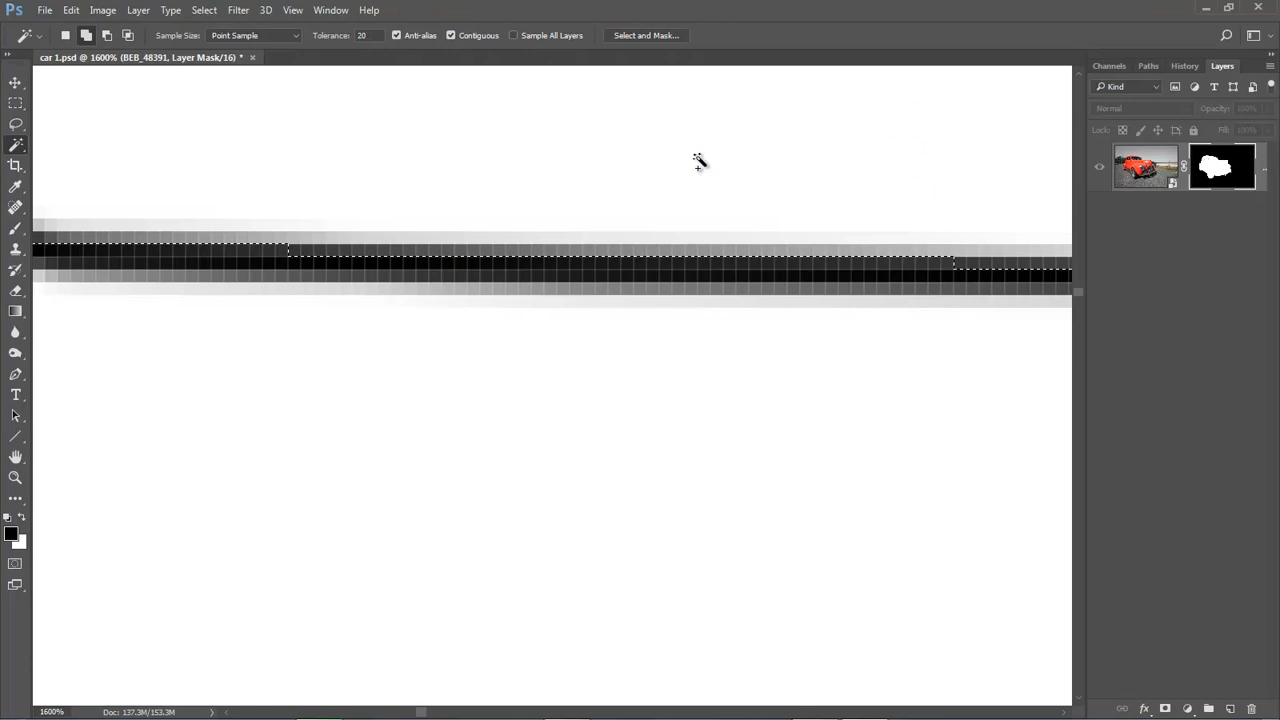 Ps File Edit Image Layer Type Select Filter 3D View Window Help
Sample Size: Point Sample Tolerance: 20 Anti-alias Contiguous Sample All Layers Select and Mask...
car 1.psd @ 1600% (BEB_48391, Layer Mask/16) *
Channels Paths History Layers
Kind
Normal Opacity: 100%
Lock: Fill: 100%
1600% Doc: 137.3M/153.3M